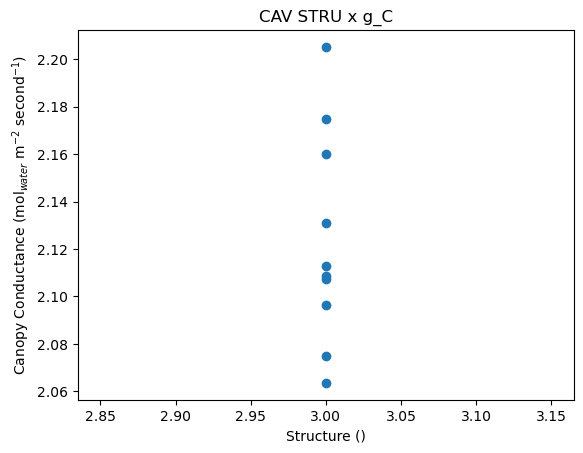 CAV STRU x g_C
Canopy Conductance (mol_water m⁻² second⁻¹)
2.20
2.18
2.16
2.14
2.12
2.10
2.08
2.06
2.85 2.90 2.95 3.00 3.05 3.10 3.15
Structure ()